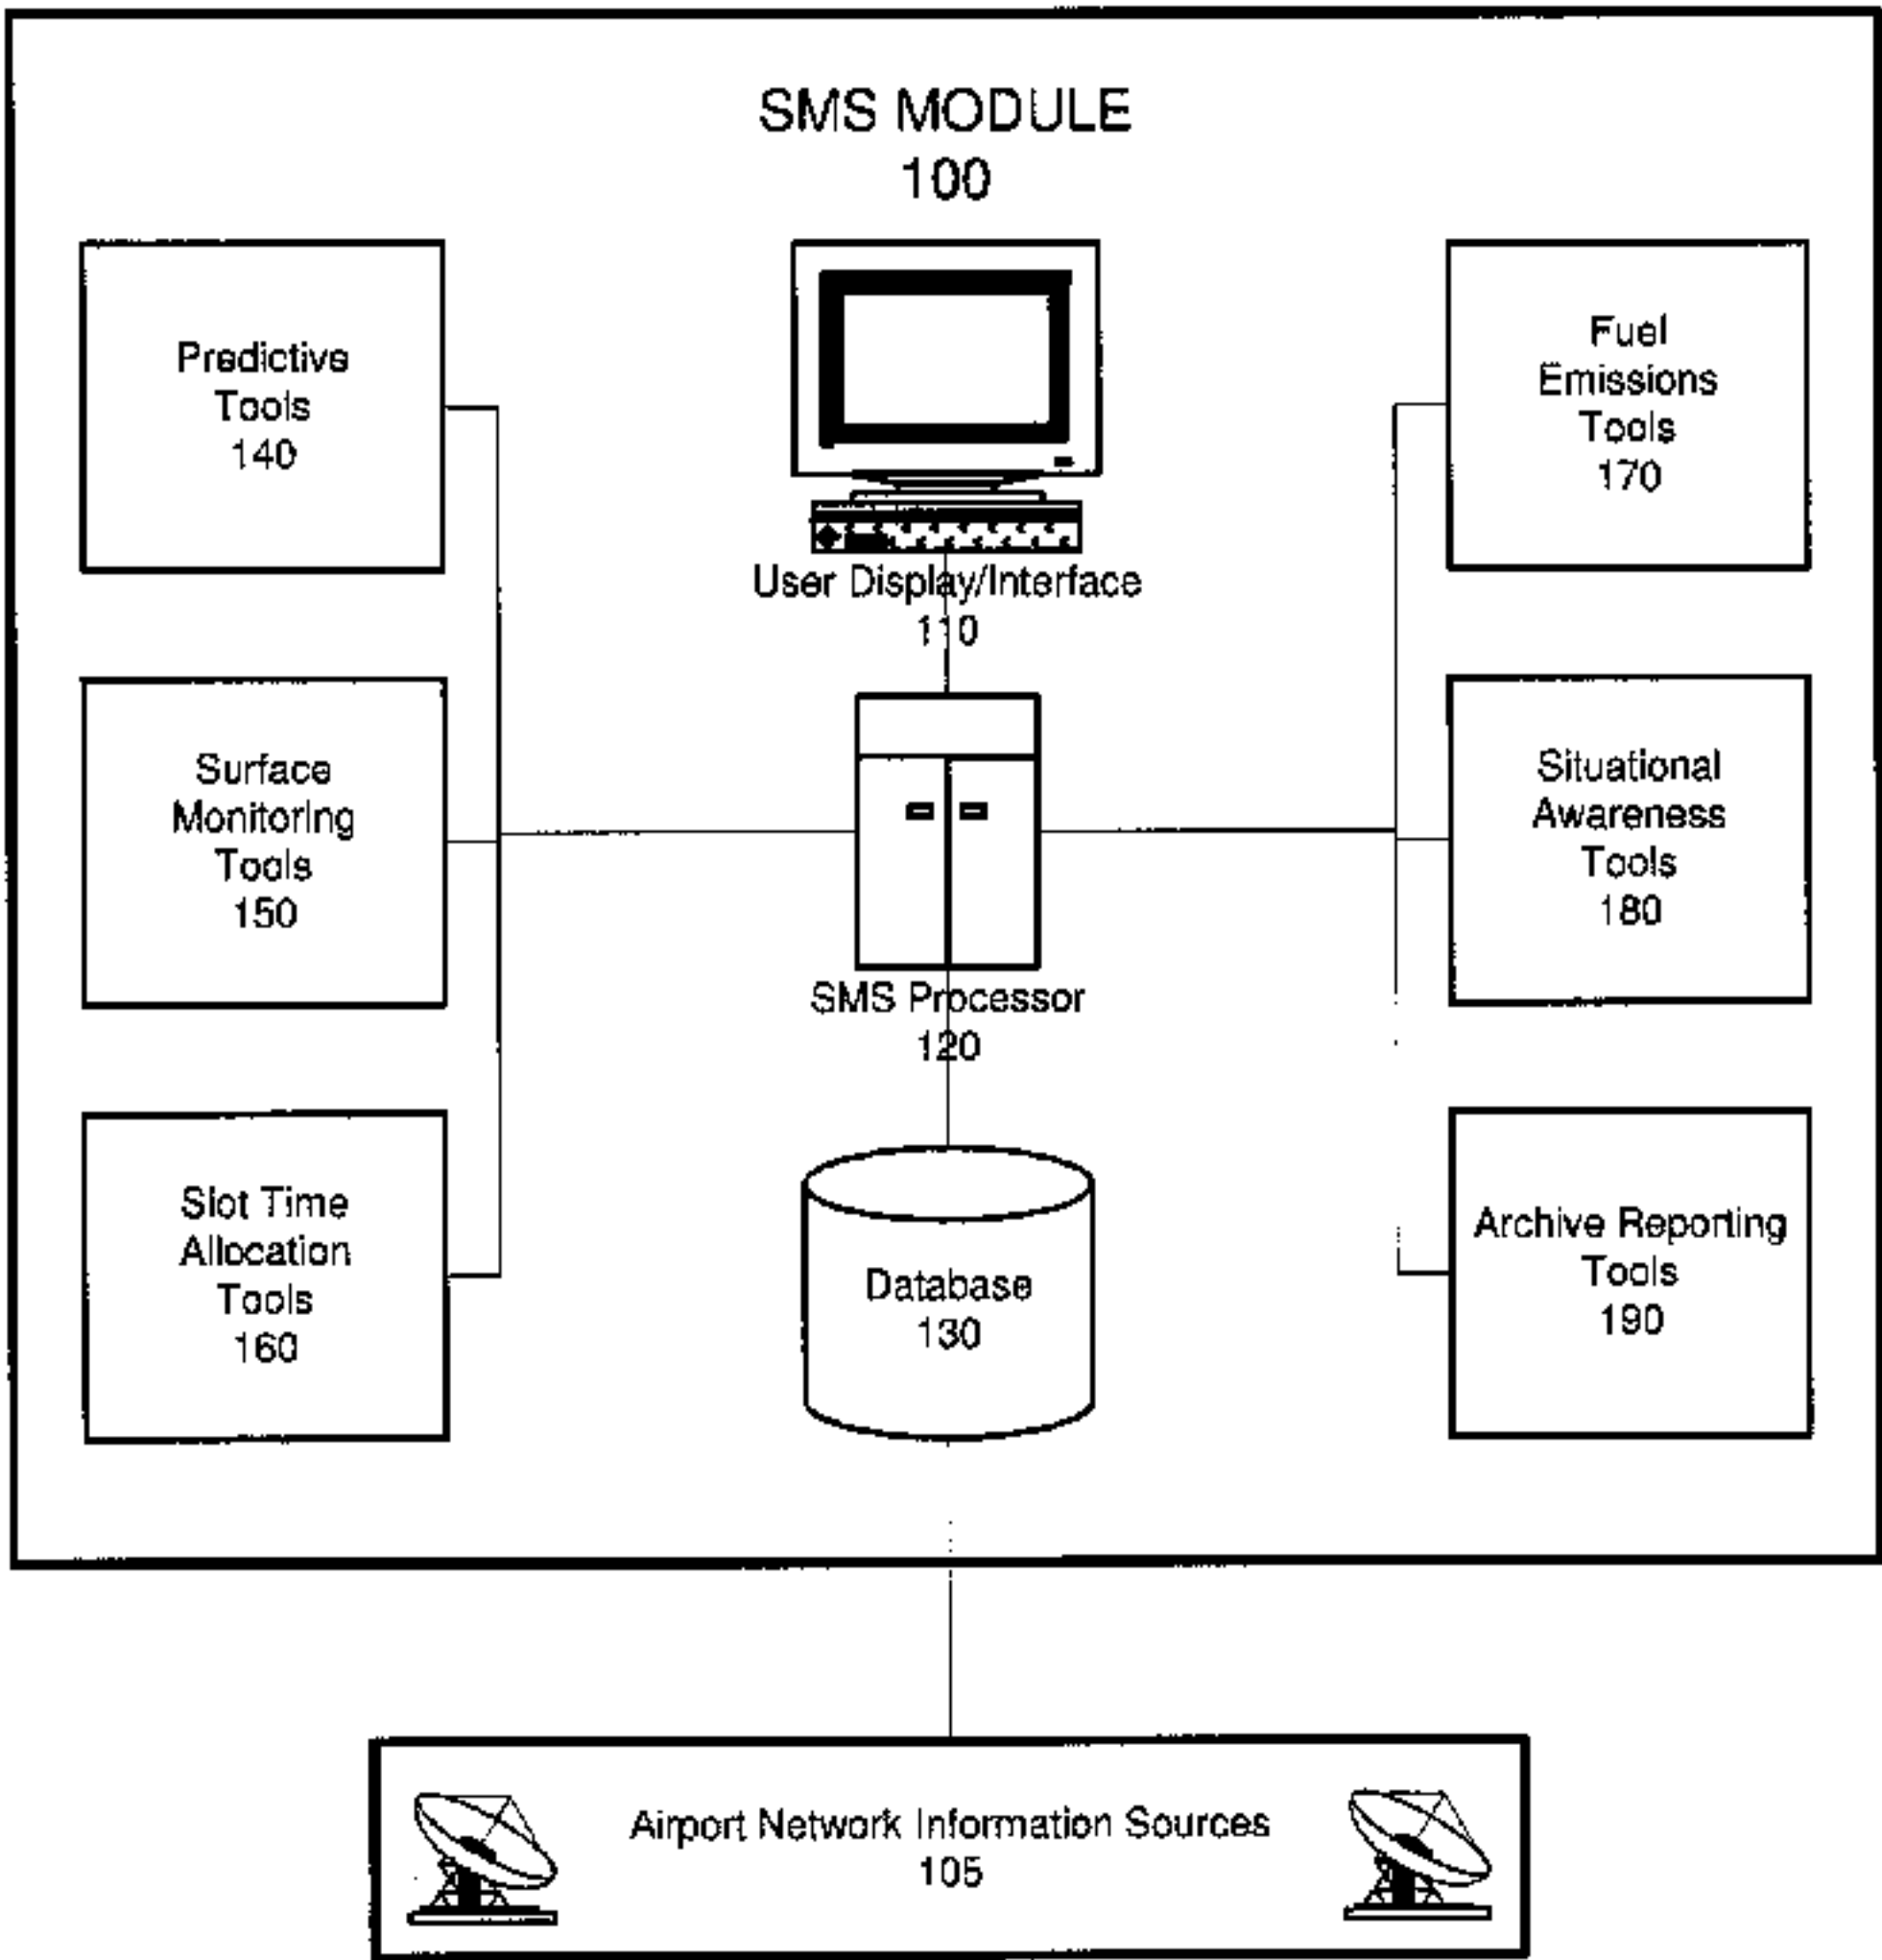 SMS MODULE
100
Predictive
Tools
140
User Display/Interface
110
Fuel
Emissions
Tools
170
Surface
Monitoring
Tools
150
SMS Processor
120
Situational
Awareness
Tools
180
Slot Time
Allocation
Tools
160
Database
130
Archive Reporting
Tools
190
Airport Network Information Sources
105